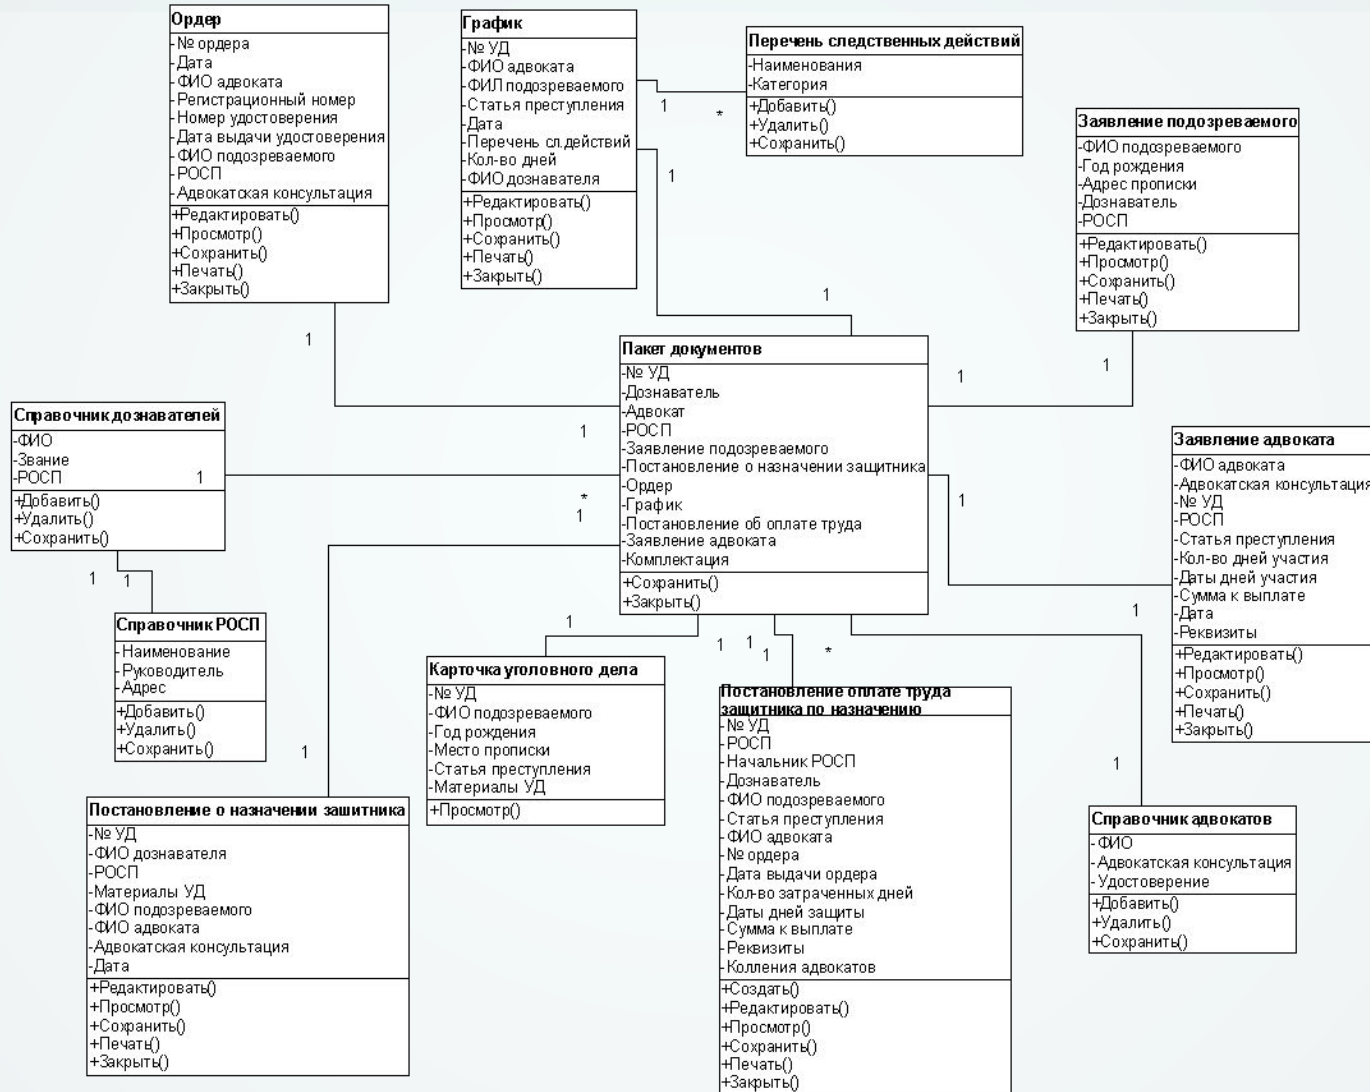 Ордер
-№ ордера
-Дата
-ФИО адвоката
-Регистрационный номер
-Номер удостоверения
-Дата выдачи удостоверения
-ФИО подозреваемого
-РОСП
-Адвокатская консультация
+Редактировать()
+Просмотр()
+Сохранить()
+Печать()
+Закрыть()
График
-№ УД
-ФИО адвоката
-ФИЛ подозреваемого
-Статья преступления
-Дата
-Перечень сл.действий
-Кол-во дней
-ФИО дознавателя
+Редактировать()
+Просмотр()
+Сохранить()
+Печать()
+Закрыть()
1
*
1
1
Перечень следственных действий
-Наименования
-Категория
+Добавить()
+Удалить()
+Сохранить()
Заявление подозреваемого
-ФИО подозреваемого
-Год рождения
-Адрес прописки
-Дознаватель
-РОСП
+Редактировать()
+Просмотр()
+Сохранить()
+Печать()
+Закрыть()
1
1
1
1
Пакет документов
-№ УД
-Дознаватель
-Адвокат
-РОСП
-Заявление подозреваемого
-Постановление о назначении защитника
-Ордер
-График
-Постановление об оплате труда
-Заявление адвоката
-Комплектация
+Сохранить()
+Закрыть()
Справочник дознавателей
-ФИО
-Звание
-РОСП
+Добавить()
+Удалить()
+Сохранить()
1
*
1
1
1
Справочник РОСП
-Наименование
-Руководитель
-Адрес
+Добавить()
+Удалить()
+Сохранить()
Заявление адвоката
-ФИО адвоката
-Адвокатская консультация
-№ УД
-РОСП
-Статья преступления
-Кол-во дней участия
-Даты дней участия
-Сумма к выплате
-Дата
-Реквизиты
+Редактировать()
+Просмотр()
+Сохранить()
+Печать()
+Закрыть()
1
1
1
1
1
1
*
1
1
Постановление о назначении зашитника
-№ УД
-ФИО дознавателя
-РОСП
-Материалы УД
-ФИО подозреваемого
-ФИО адвоката
-Адвокатская консультация
-Дата
+Редактировать()
+Просмотр()
+Сохранить()
+Печать()
+Закрыть()
Карточка уголовного дела
-№ УД
-ФИО подозреваемого
-Год рождения
-Место прописки
-Статья преступления
-Материалы УД
+Просмотр()
Постановление оплате труда
защитника по назначению
-№ УД
-РОСП
-Начальник РОСП
-Дознаватель
-ФИО подозреваемого
-Статья преступления
-ФИО адвоката
-№ ордера
-Дата выдачи ордера
-Кол-во затраченных дней
-Даты дней защиты
-Сумма к выплате
-Реквизиты
-Колления адвокатов
+Создать()
+Редактировать()
+Просмотр()
+Сохранить()
+Печать()
+Закрыть()
Справочник адвокатов
-ФИО
-Адвокатская консультация
-Удостоверение
+Добавить()
+Удалить()
+Сохранить()